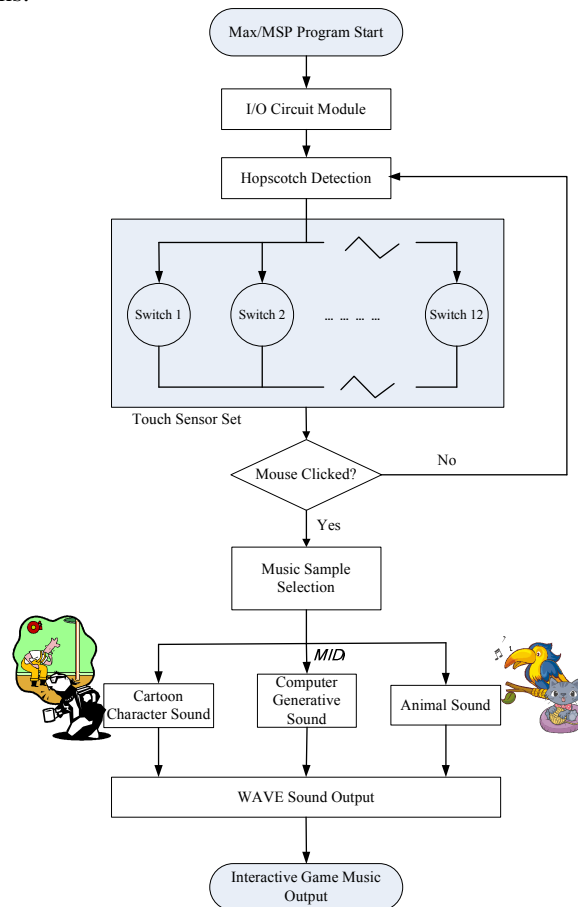 Max/MSP Program Start
I/O Circuit Module
Hopscotch Detection
Switch 1
Switch 2
... ... ... ...
Switch 12
Touch Sensor Set
Mouse Clicked?
No
Yes
Music Sample
Selection
MIDI
Cartoon
Character Sound
Computer
Generative
Sound
Animal Sound
WAVE Sound Output
Interactive Game Music
Output